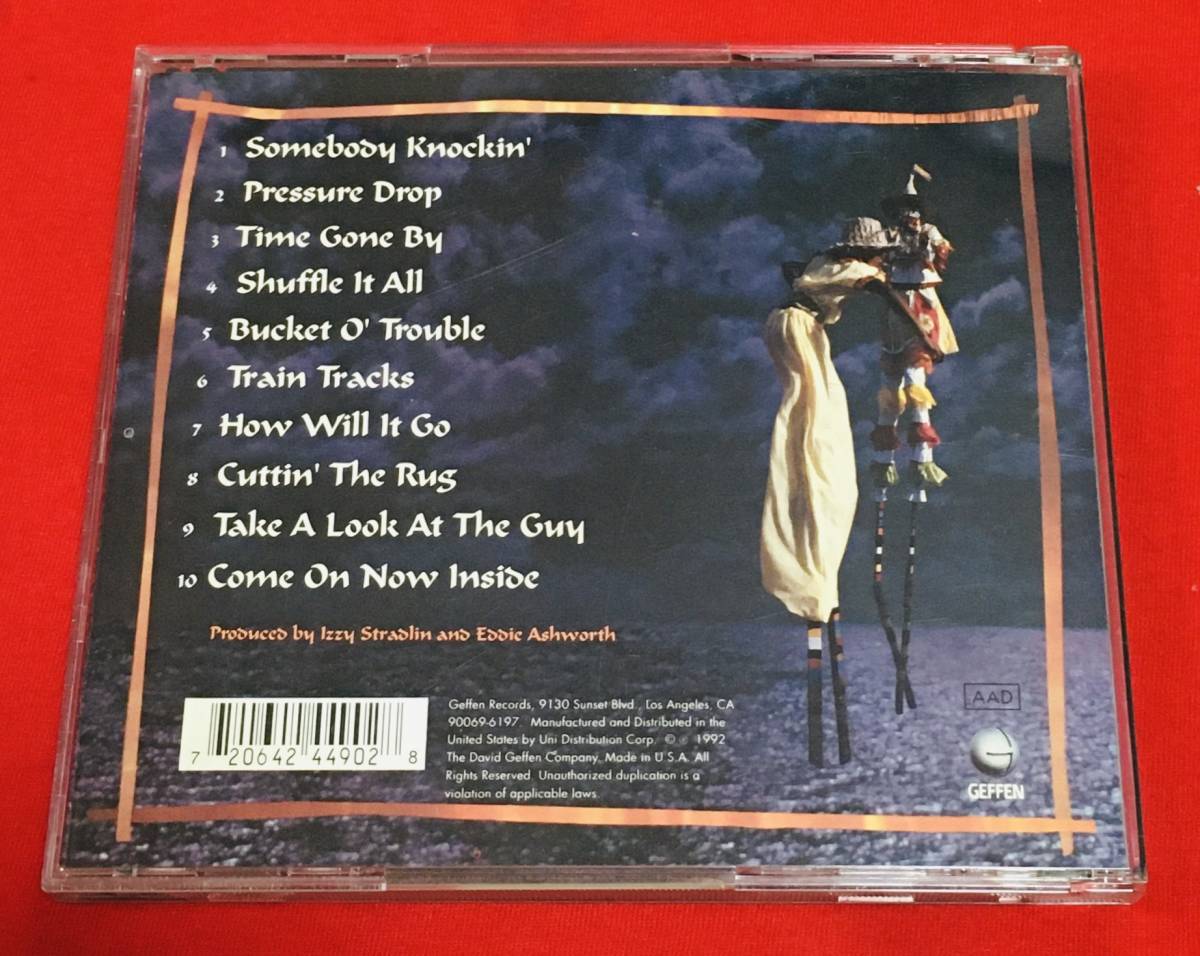 1 Somebody Knockin'
2 Pressure Drop
3 Time Gone By
4 Shuffle It All
5 Bucket O' Trouble
6 Train Tracks
7 How Will It Go
8 Cuttin' The Rug
9 Take A Look At The Guy
10 Come On Now Inside
Produced by Izzy Stradlin and Eddie Ashworth
7 20642 44902 8
Geffen Records, 9130 Sunset Blvd., Los Angeles, CA
90069-6197. Manufactured and Distributed in the
United States by Uni Distribution Corp. © ℗ 1992
The David Geffen Company. Made in U.S.A. All
Rights Reserved. Unauthorized duplication is a
violation of applicable laws.
AAD
GEFFEN